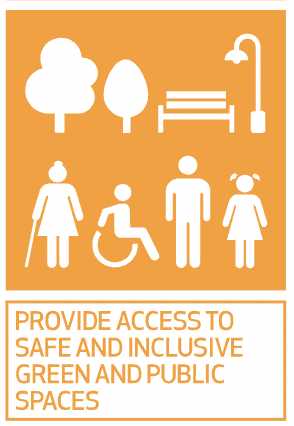 PROVIDE ACCESS TO
SAFE AND INCLUSIVE
GREEN AND PUBLIC
SPACES